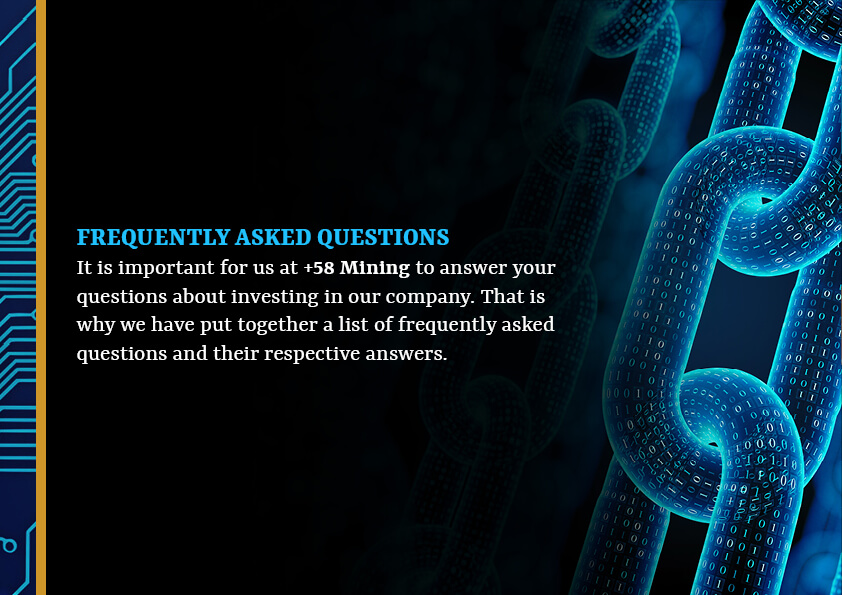 FREQUENTLY ASKED QUESTIONS
It is important for us at +58 Mining to answer your
questions about investing in our company. That is
why we have put together a list of frequently asked
questions and their respective answers.